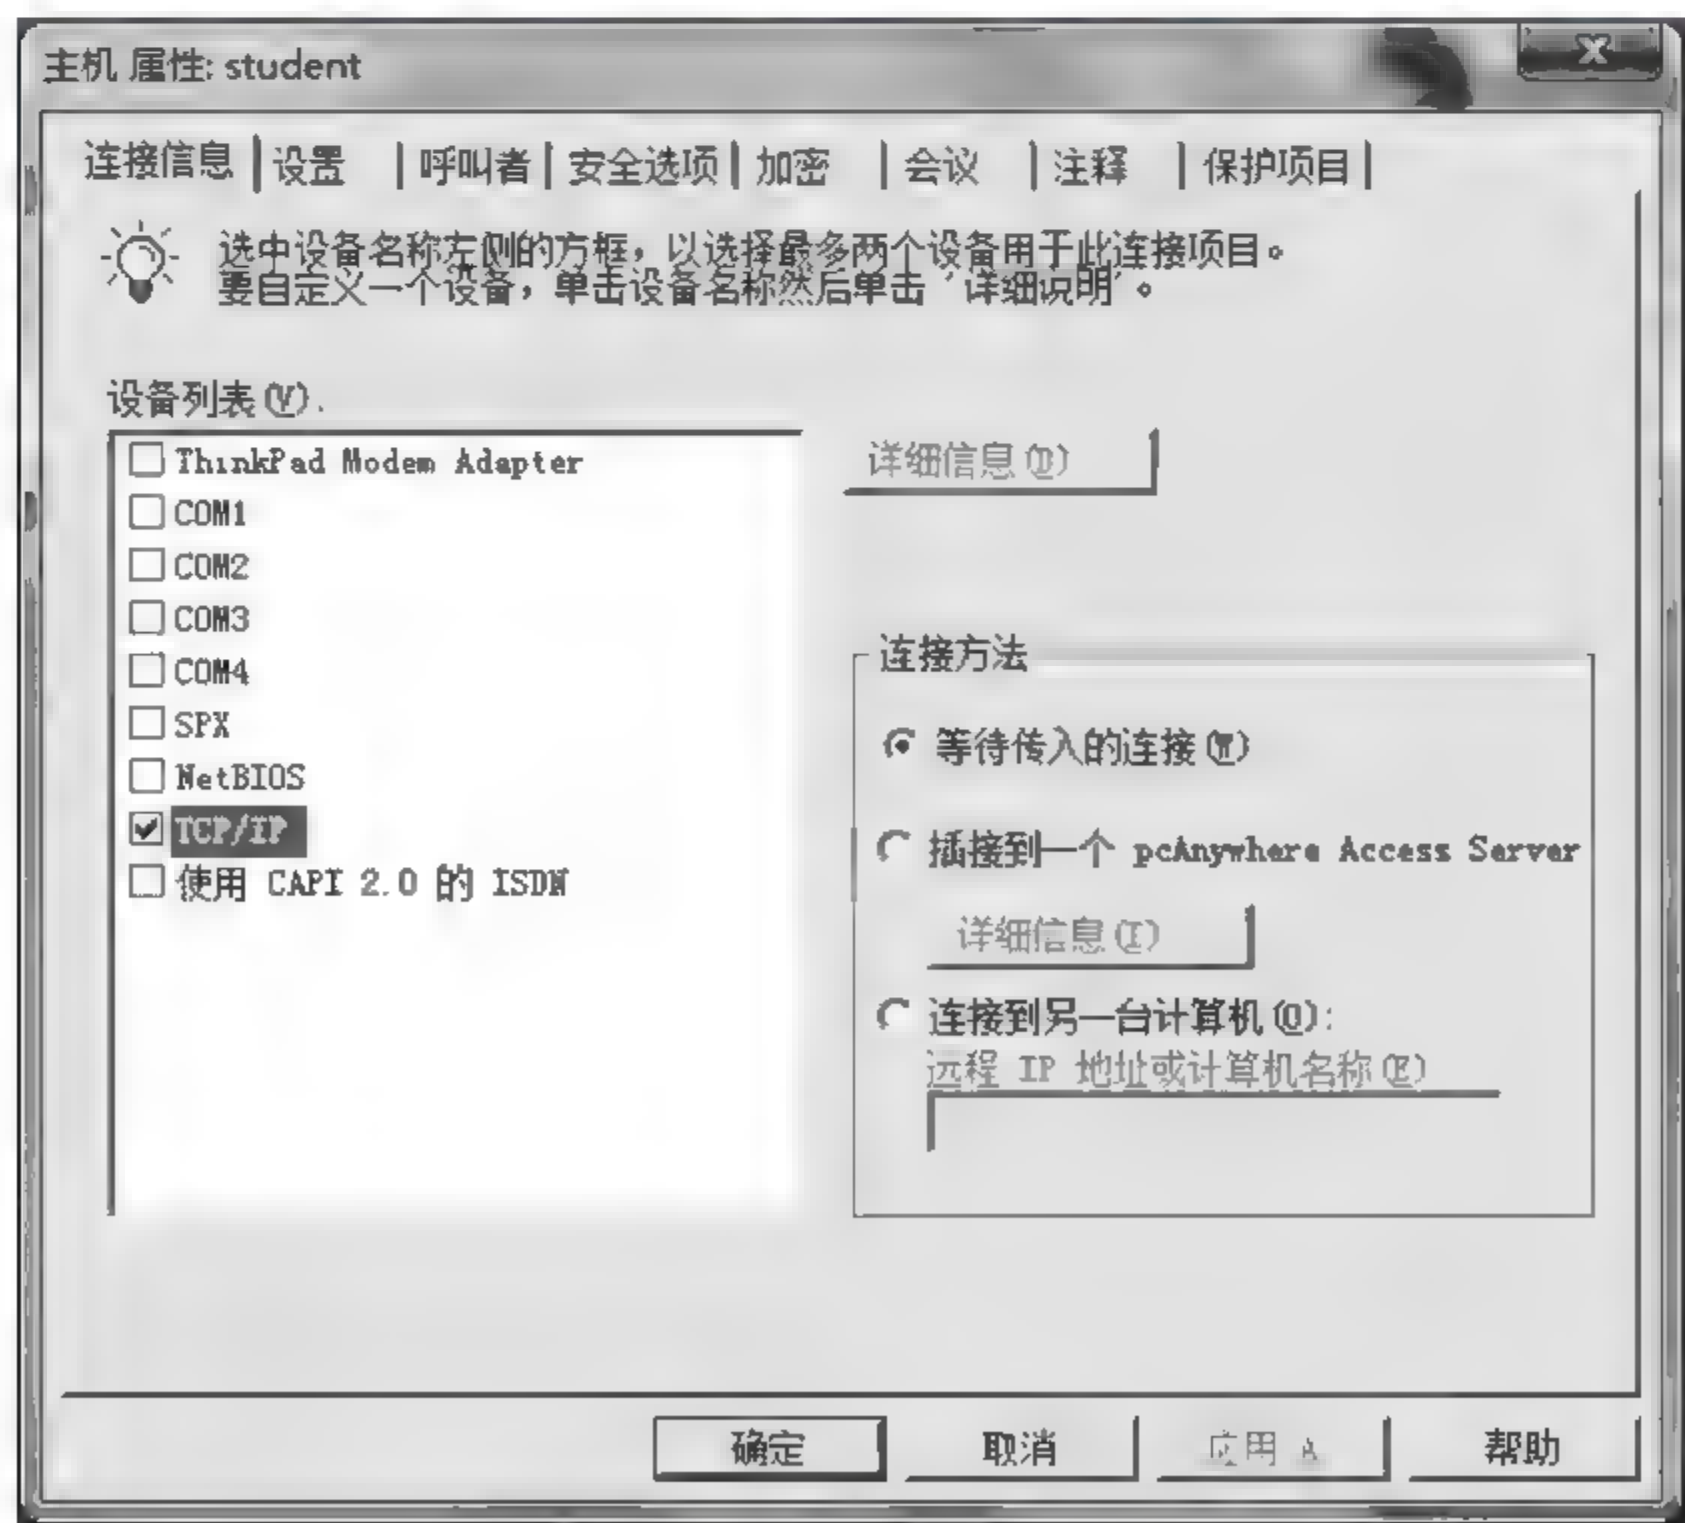 主机 属性: student
连接信息 设置 呼叫者 安全选项 加密 会议 注释 保护项目
选中设备名称左侧的方框，以选择最多两个设备用于此连接项目。
要自定义一个设备，单击设备名称然后单击‘详细说明’。
设备列表(V).
ThinkPad Modem Adapter
COM1
COM2
COM3
COM4
SPX
NetBIOS
TCP/IP
使用 CAPI 2.0 的 ISDN
详细信息(D)
连接方法
等待传入的连接(W)
插接到一个 pcAnywhere Access Server
详细信息(I)
连接到另一台计算机(O):
远程 IP 地址或计算机名称(E)
确定 取消 应用 A 帮助